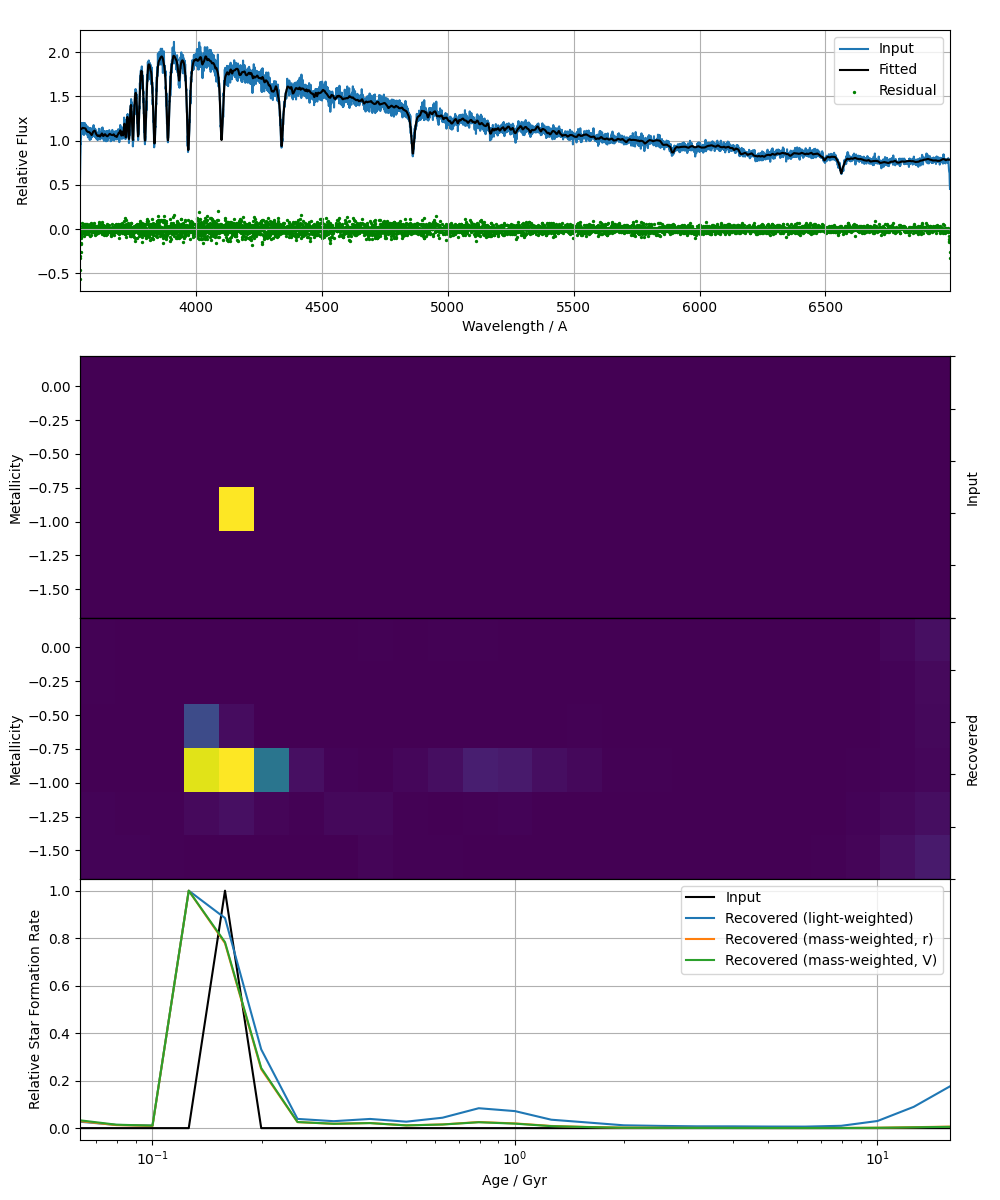 2.0
1.5
1.0
0.5
0.0
−0.5
Relative Flux
Input
Fitted
Residual
4000
4500
5000
5500
6000
6500
Wavelength / A
0.00
−0.25
−0.50
−0.75
−1.00
−1.25
−1.50
Metallicity
Input
0.00
−0.25
−0.50
−0.75
−1.00
−1.25
−1.50
Metallicity
Recovered
1.0
0.8
0.6
0.4
0.2
0.0
Relative Star Formation Rate
Input
Recovered (light-weighted)
Recovered (mass-weighted, r)
Recovered (mass-weighted, V)
10⁻¹
10⁰
10¹
Age / Gyr